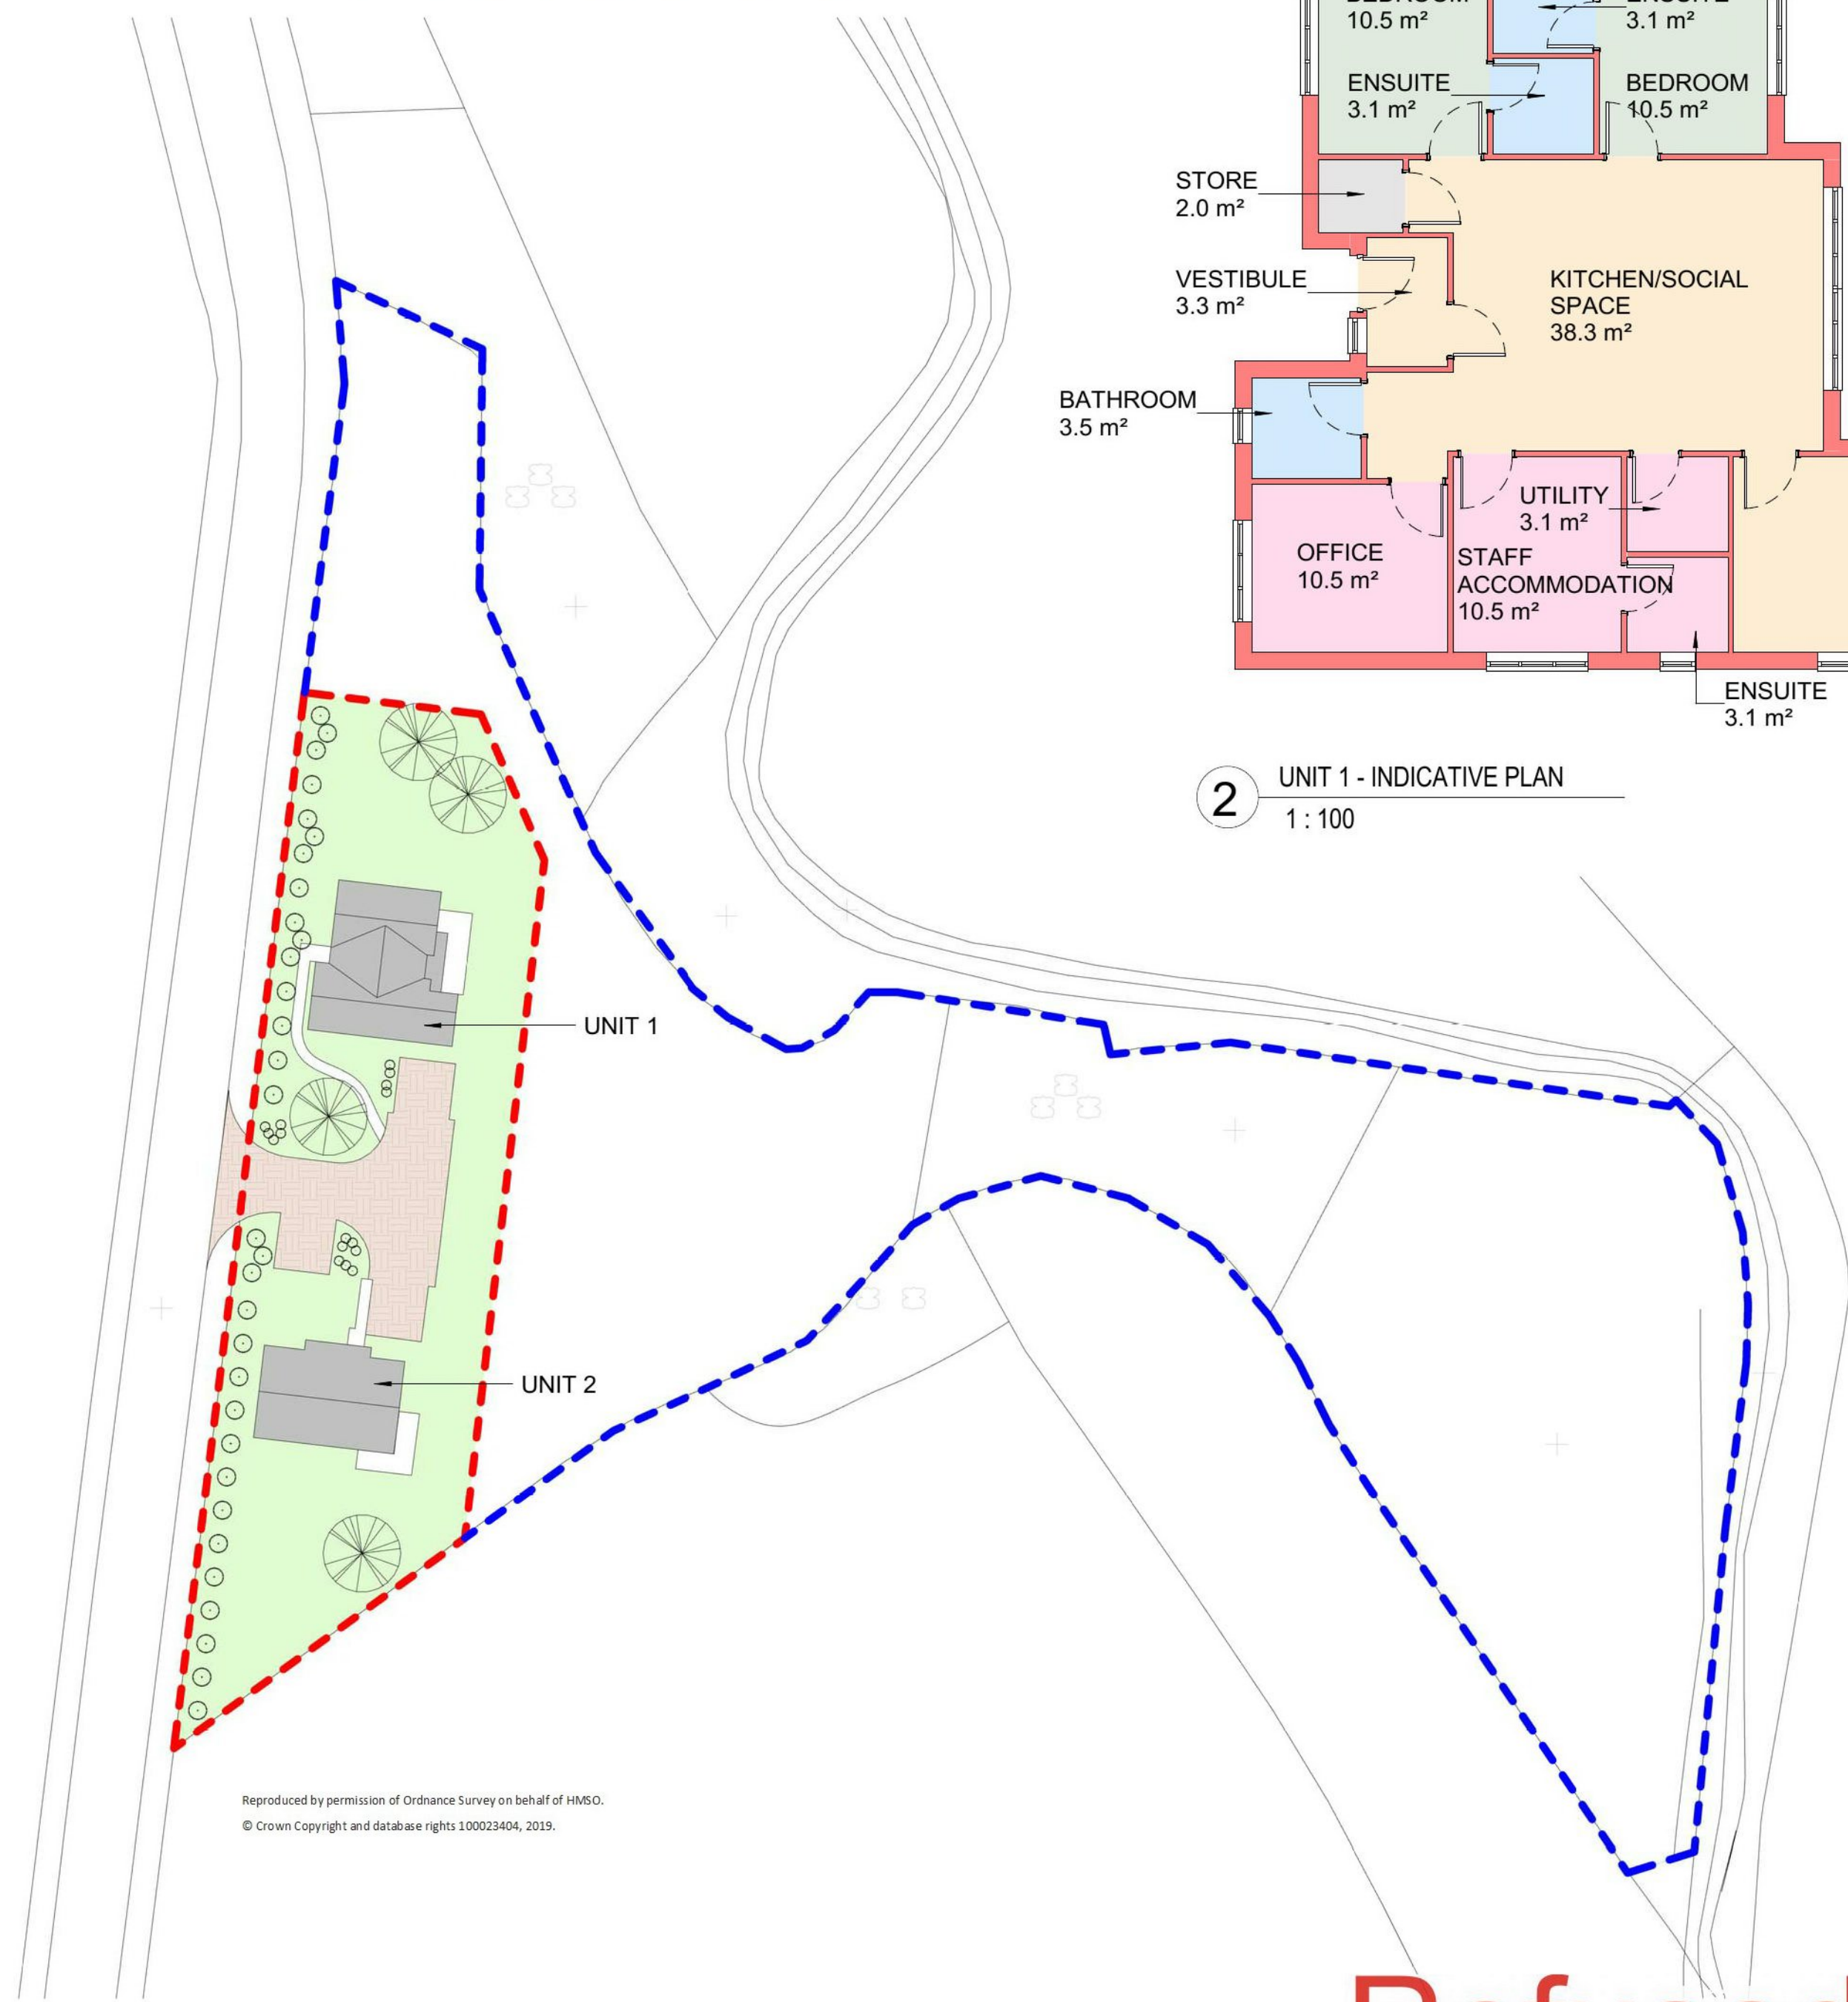 10.5 m²
3.1 m²
ENSUITE
3.1 m²
BEDROOM
10.5 m²
STORE
2.0 m²
VESTIBULE
3.3 m²
KITCHEN/SOCIAL
SPACE
38.3 m²
BATHROOM
3.5 m²
UTILITY
3.1 m²
OFFICE
10.5 m²
STAFF
ACCOMMODATION
10.5 m²
ENSUITE
3.1 m²
2
UNIT 1 - INDICATIVE PLAN
1 : 100
UNIT 1
UNIT 2
Reproduced by permission of Ordnance Survey on behalf of HMSO.
© Crown Copyright and database rights 100023404, 2019.